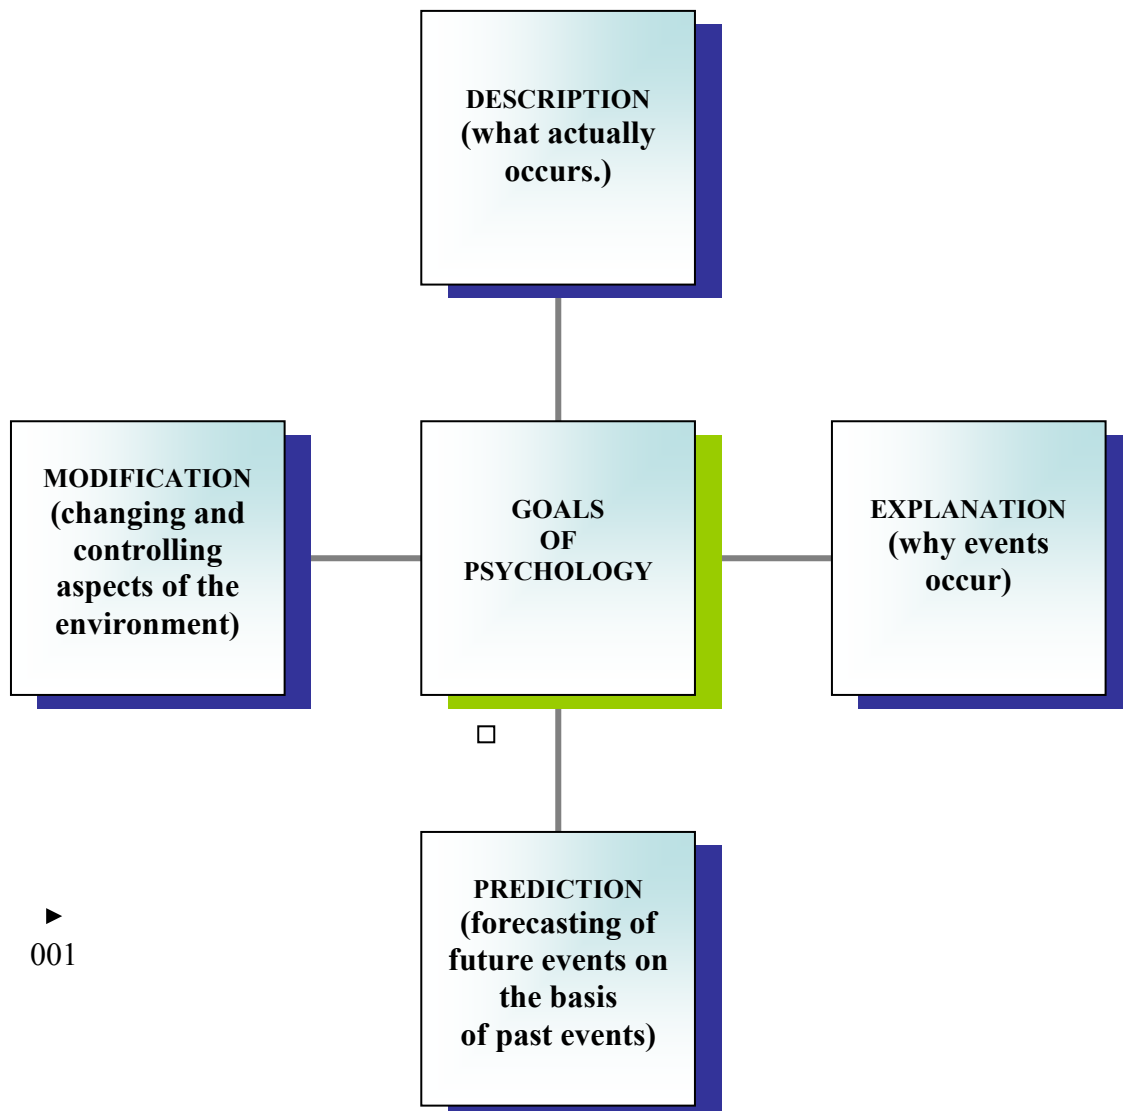 DESCRIPTION
(what actually
occurs.)
MODIFICATION
(changing and
controlling
aspects of the
environment)
GOALS
OF
PSYCHOLOGY
EXPLANATION
(why events
occur)
PREDICTION
(forecasting of
future events on
the basis
of past events)
►
001